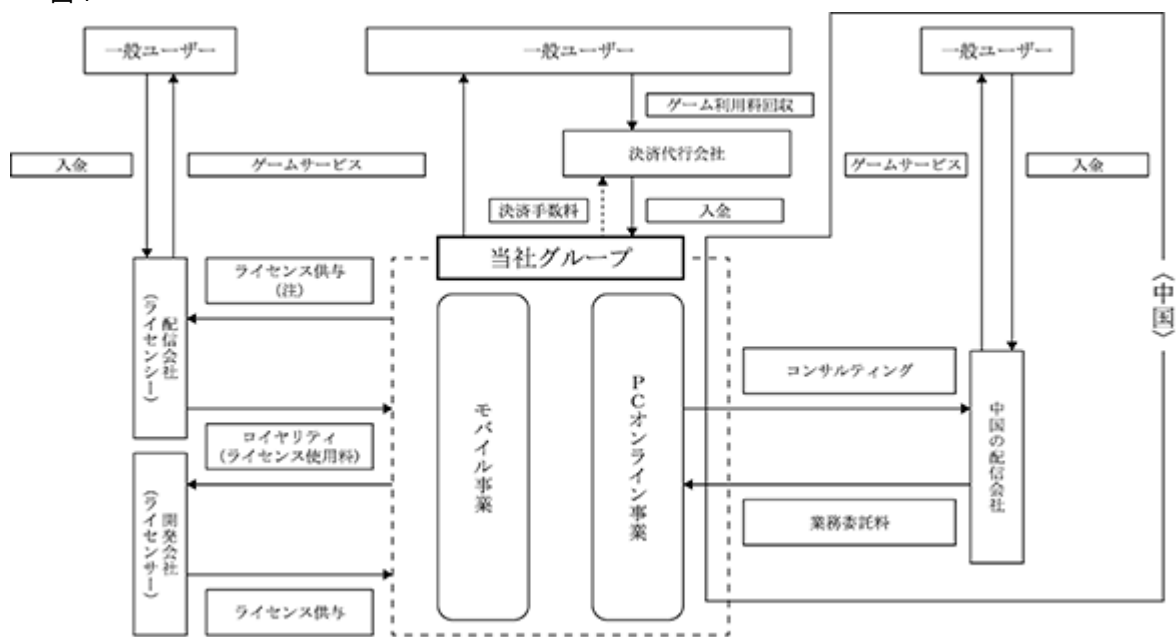 一般ユーザー
一般ユーザー
一般ユーザー
ゲーム利用料回収
決済代行会社
入金
ゲームサービス
ゲームサービス
入金
決済手数料
入金
当社グループ
ライセンス供与
(注)
配信会社
(ライセンシー)
〈中国〉
コンサルティング
モバイル事業
PCオンライン事業
中国の配信会社
ロイヤリティ
(ライセンス使用料)
開発会社
(ライセンサー)
業務委託料
ライセンス供与